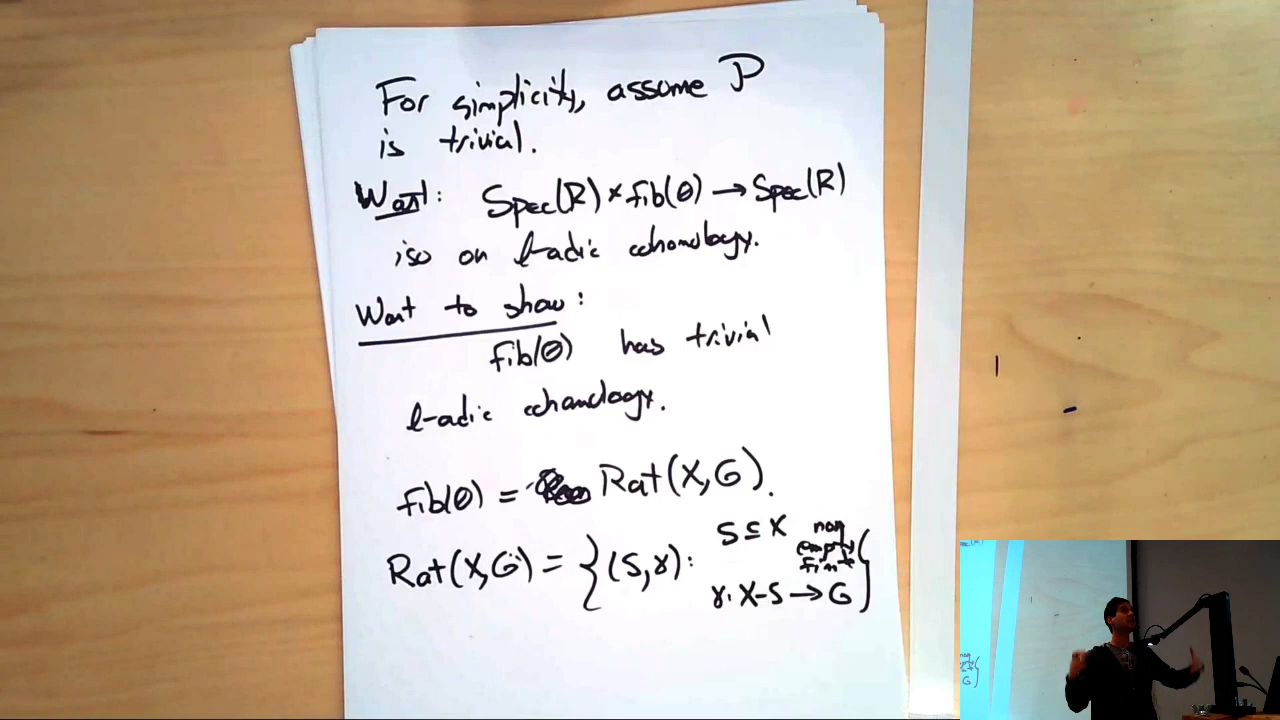 For simplicity, assume P
is trivial.
Want: Spec(R) × fib(θ) → Spec(R)
iso on ℓ-adic cohomology.
Want to show:
fib(θ) has trivial
ℓ-adic cohomology.
fib(θ) = Rat(X,G).
Rat(X,G) = {(S,γ): S ⊆ X non empty finite
γ: X-S → G}